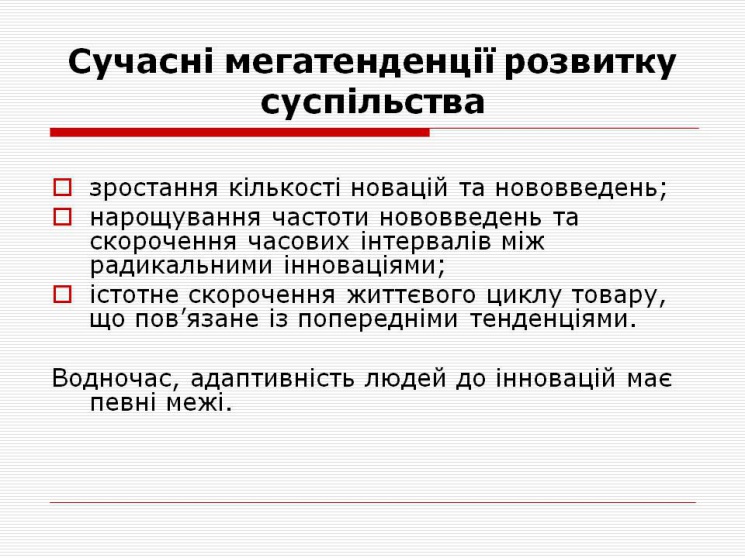 Сучасні мегатенденції розвитку
суспільства
зростання кількості новацій та нововведень;
нарощування частоти нововведень та
скорочення часових інтервалів між
радикальними інноваціями;
істотне скорочення життєвого циклу товару,
що пов’язане із попередніми тенденціями.
Водночас, адаптивність людей до інновацій має
певні межі.